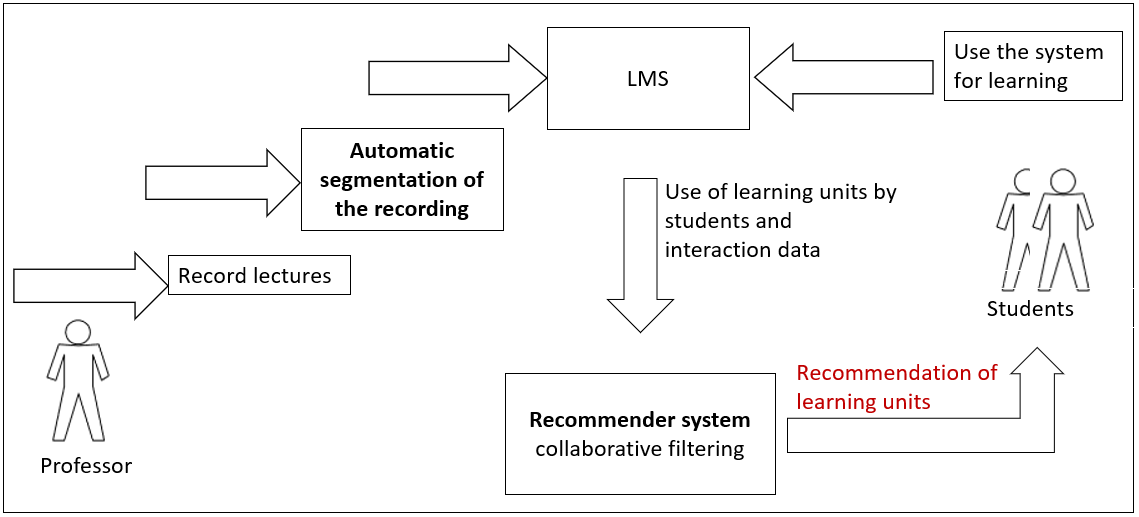 LMS
Use the system
for learning
Automatic
segmentation of
the recording
Use of learning units by
students and
interaction data
Record lectures
Students
Professor
Recommender system
collaborative filtering
Recommendation of
learning units